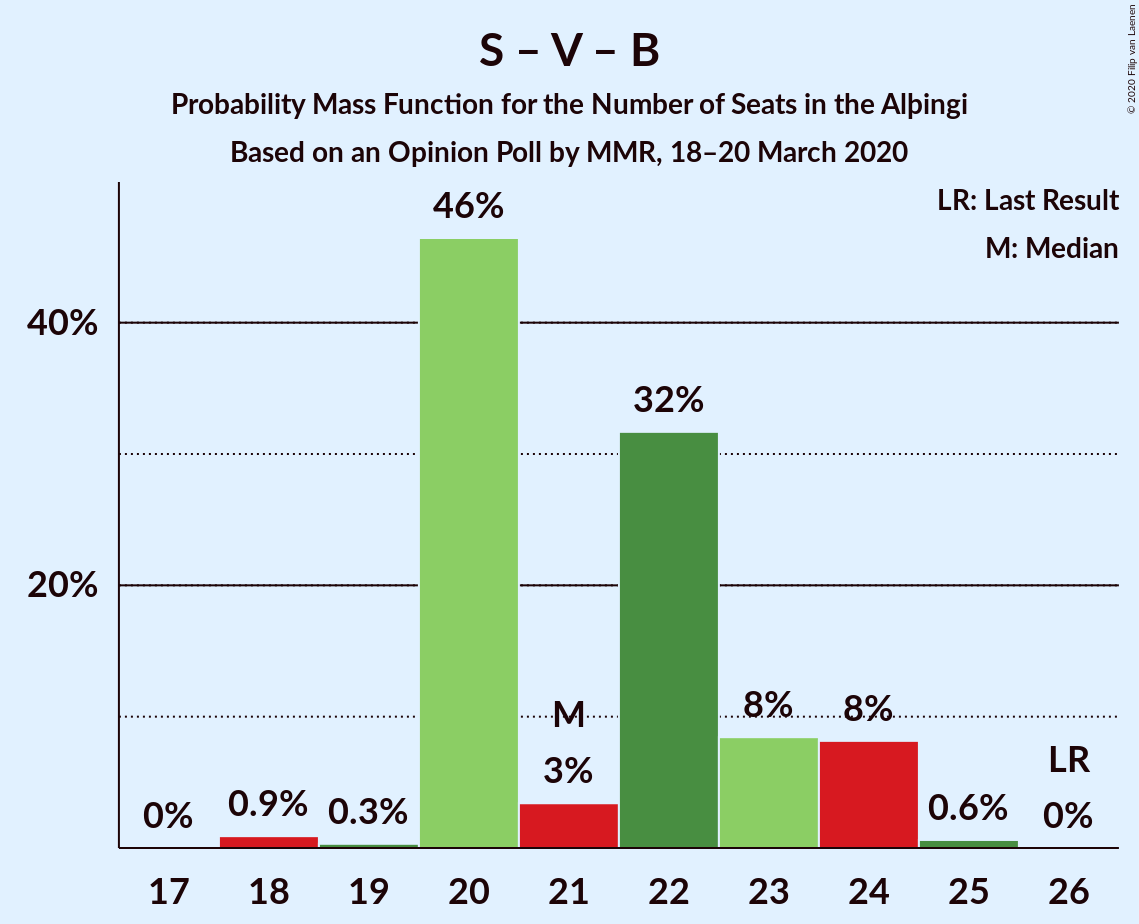 S – V – B
Probability Mass Function for the Number of Seats in the Alþingi
Based on an Opinion Poll by MMR, 18–20 March 2020
© 2020 Filip van Laenen
LR: Last Result
M: Median
46%
40%
32%
20%
M
8%
8%
LR
3%
0%
0.9%
0.3%
0.6%
0%
17 18 19 20 21 22 23 24 25 26